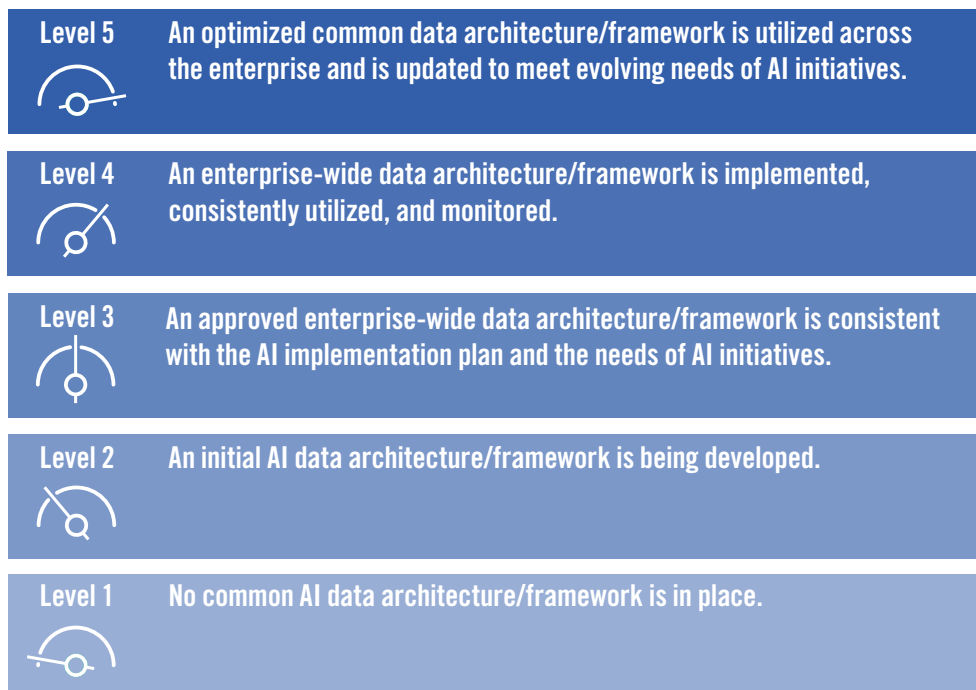 Level 5
An optimized common data architecture/framework is utilized across
the enterprise and is updated to meet evolving needs of AI initiatives.
Level 4
An enterprise-wide data architecture/framework is implemented,
consistently utilized, and monitored.
Level 3
An approved enterprise-wide data architecture/framework is consistent
with the AI implementation plan and the needs of AI initiatives.
Level 2
An initial AI data architecture/framework is being developed.
Level 1
No common AI data architecture/framework is in place.